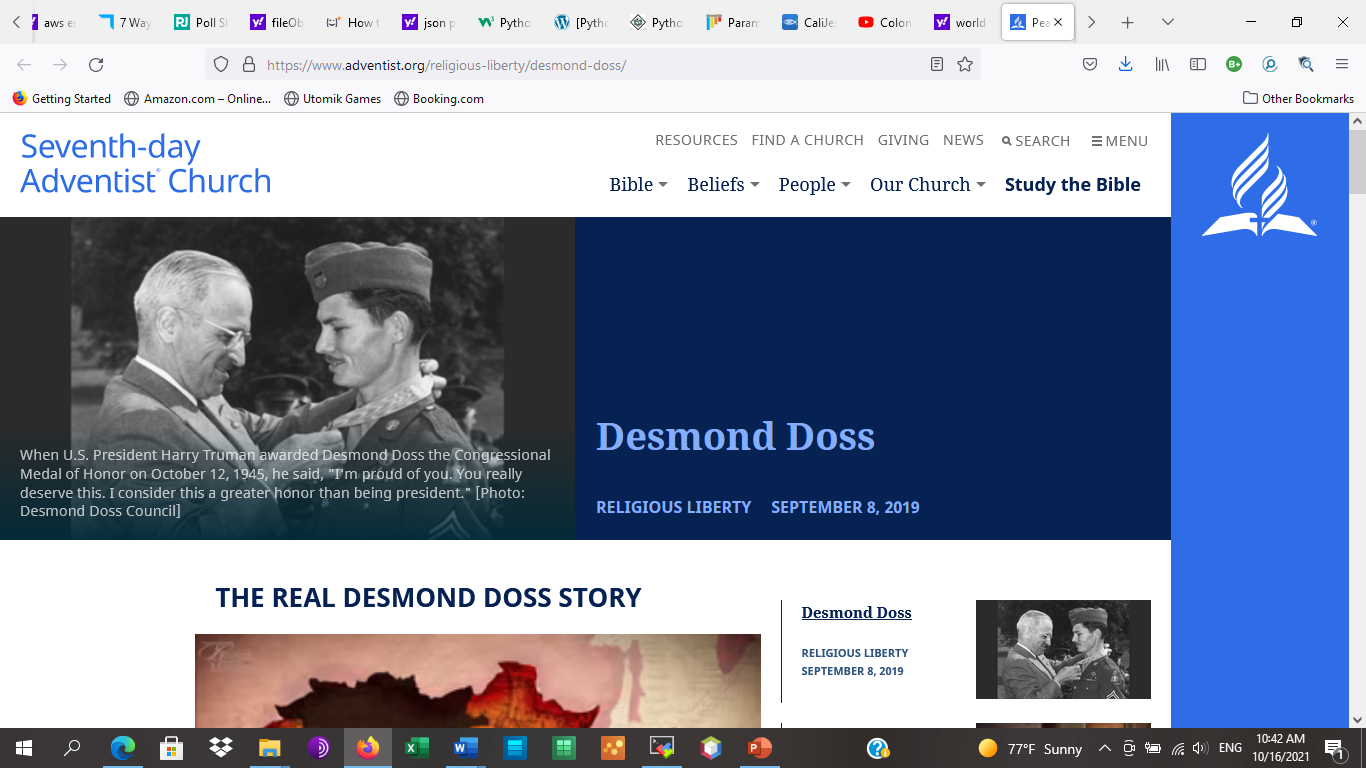 aws er
7 Way
Poll Sl
fileOb
How t
json p
Pytho
[Pytho
Pytho
Param
CaliJe
Colon
world
Pea
https://www.adventist.org/religious-liberty/desmond-doss/
Getting Started
Amazon.com – Online...
Utomik Games
Booking.com
Other Bookmarks
Seventh-day
Adventist® Church
RESOURCES FIND A CHURCH GIVING NEWS SEARCH MENU
Bible Beliefs People Our Church Study the Bible
When U.S. President Harry Truman awarded Desmond Doss the Congressional
Medal of Honor on October 12, 1945, he said, "I'm proud of you. You really
deserve this. I consider this a greater honor than being president." [Photo:
Desmond Doss Council]
Desmond Doss
RELIGIOUS LIBERTY SEPTEMBER 8, 2019
THE REAL DESMOND DOSS STORY
Desmond Doss
RELIGIOUS LIBERTY
SEPTEMBER 8, 2019
77°F Sunny
ENG
10:42 AM
10/16/2021
1